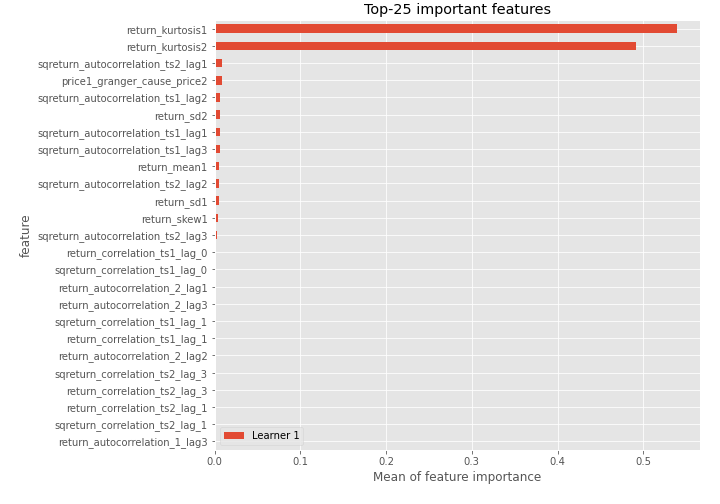 Top-25 important features
return_kurtosis1
return_kurtosis2
sqreturn_autocorrelation_ts2_lag1
price1_granger_cause_price2
sqreturn_autocorrelation_ts1_lag2
return_sd2
sqreturn_autocorrelation_ts1_lag1
sqreturn_autocorrelation_ts1_lag3
return_mean1
sqreturn_autocorrelation_ts2_lag2
return_sd1
return_skew1
sqreturn_autocorrelation_ts2_lag3
return_correlation_ts1_lag_0
sqreturn_correlation_ts1_lag_0
return_autocorrelation_2_lag1
return_autocorrelation_2_lag3
sqreturn_correlation_ts1_lag_1
return_correlation_ts1_lag_1
return_autocorrelation_2_lag2
sqreturn_correlation_ts2_lag_3
return_correlation_ts2_lag_3
return_correlation_ts2_lag_1
sqreturn_correlation_ts2_lag_1
return_autocorrelation_1_lag3
feature
Learner 1
0.0 0.1 0.2 0.3 0.4 0.5
Mean of feature importance